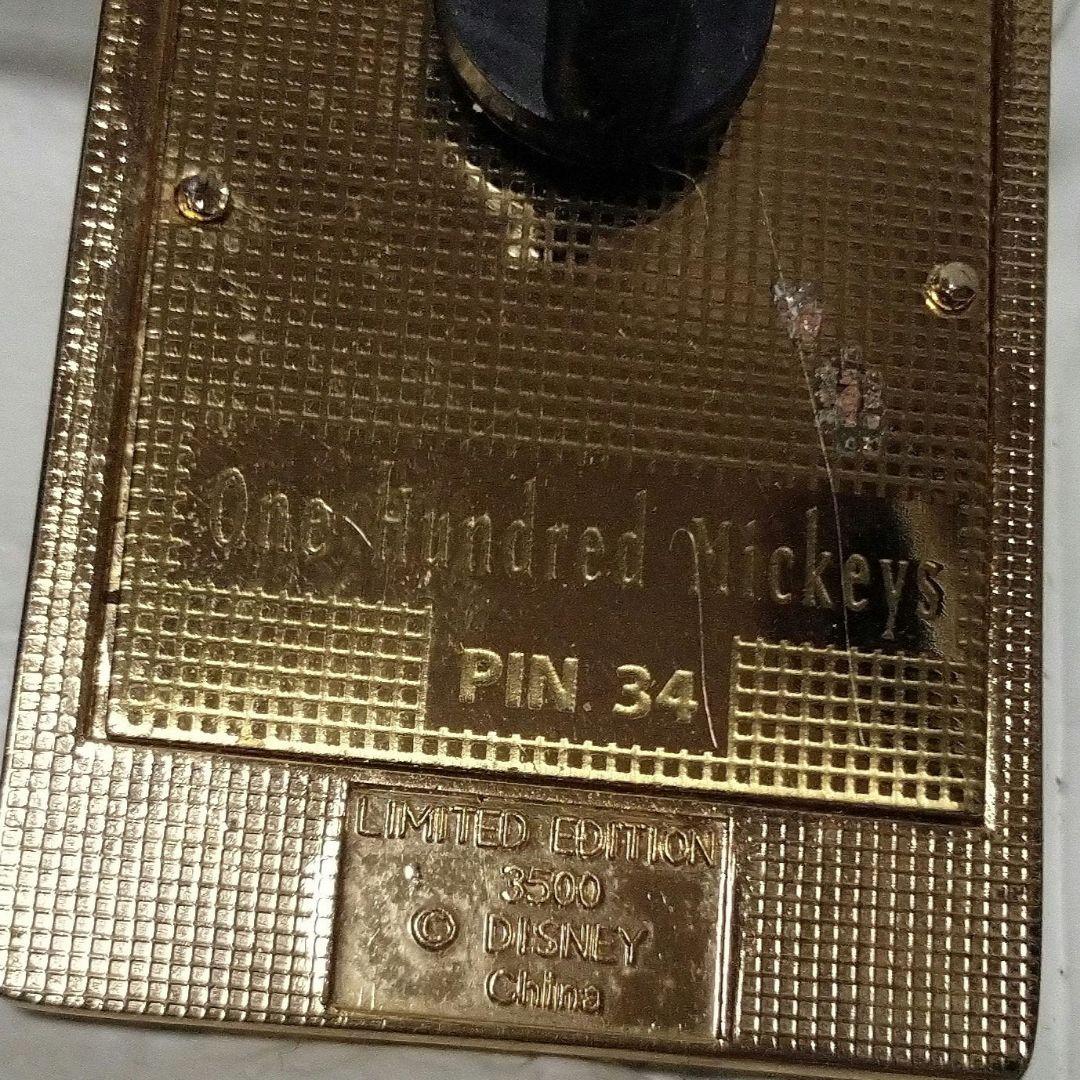 One Hundred Mickeys
PIN 34
LIMITED EDITION
3500
© DISNEY
China